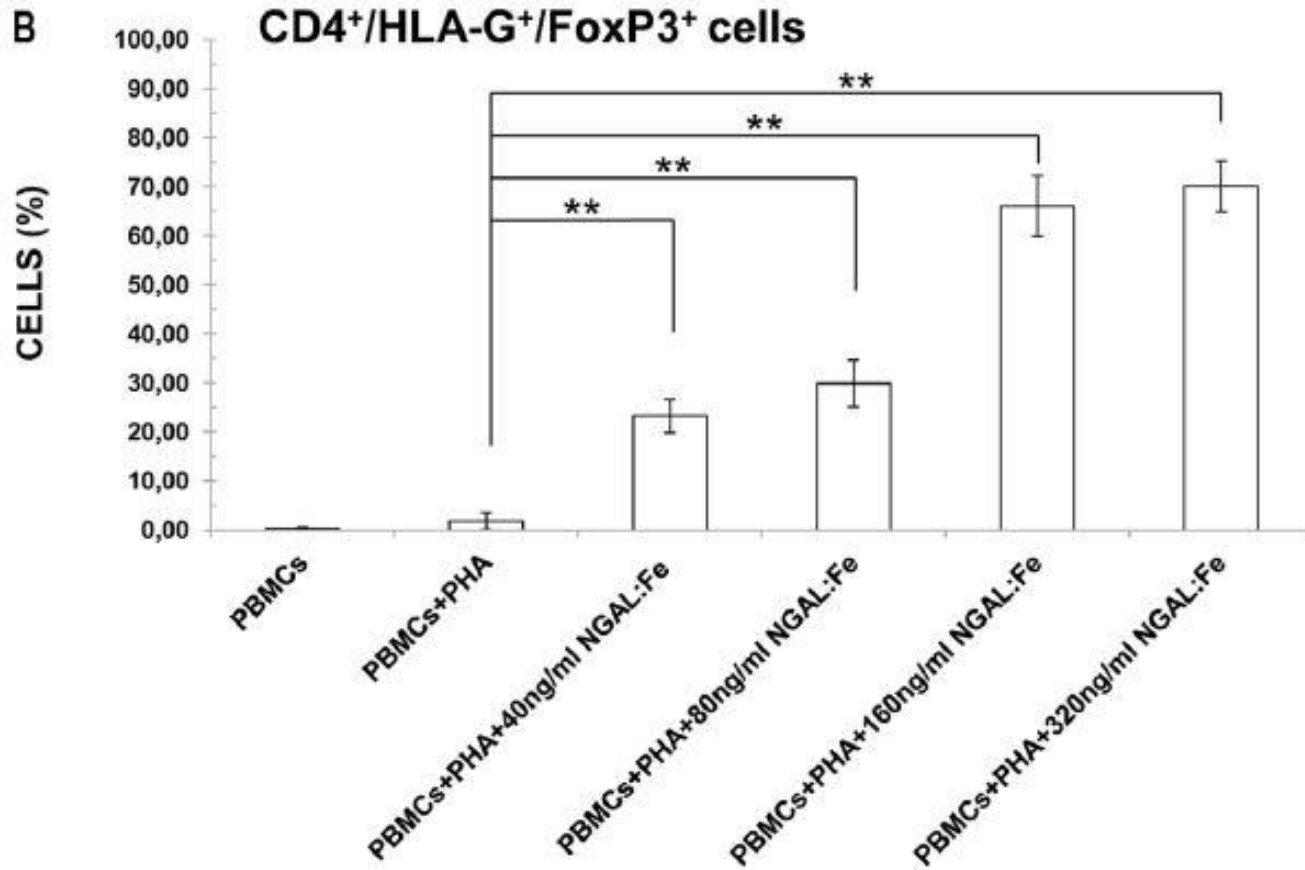 B
CD4⁺/HLA-G⁺/FoxP3⁺ cells
CELLS (%)
100,00
90,00
80,00
70,00
60,00
50,00
40,00
30,00
20,00
10,00
0,00
**
**
**
**
PBMCs
PBMCs+PHA
PBMCs+PHA+40ng/ml NGAL:Fe
PBMCs+PHA+80ng/ml NGAL:Fe
PBMCs+PHA+160ng/ml NGAL:Fe
PBMCs+PHA+320ng/ml NGAL:Fe